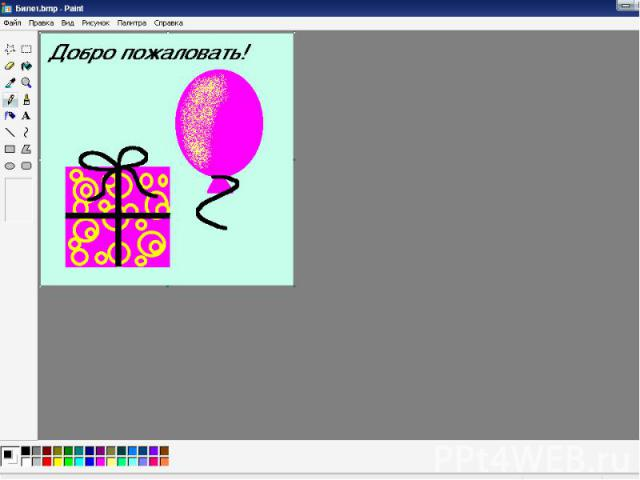 Билет.bmp - Paint
Файл Правка Вид Рисунок Палитра Справка
Добро пожаловать!
A
PPt4WEB.ru